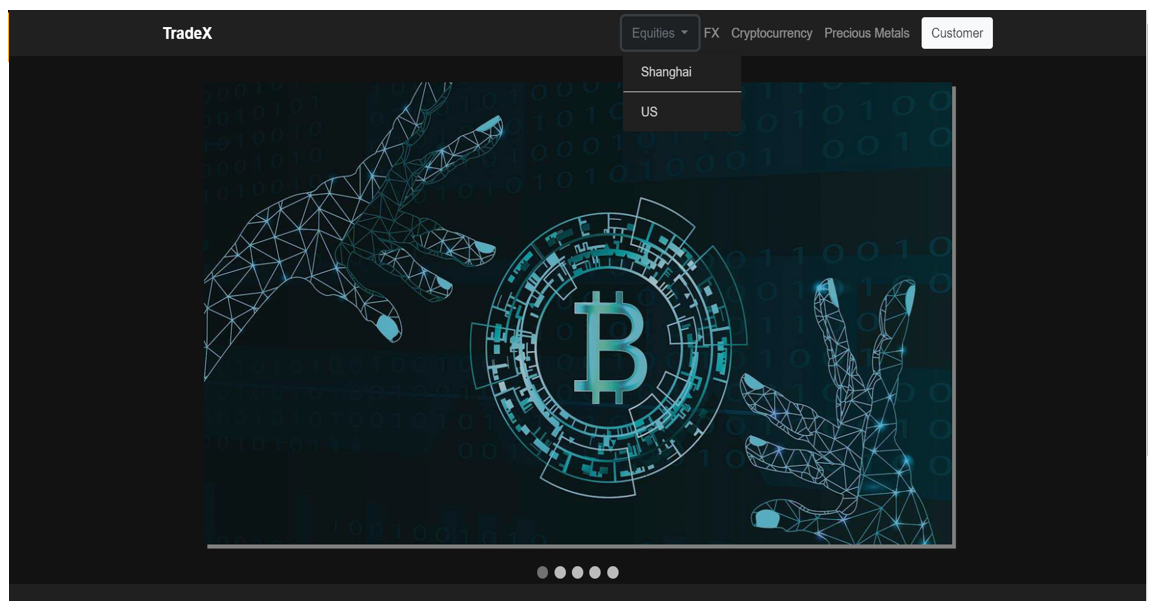 TradeX
Equities FX Cryptocurrency Precious Metals Customer
Shanghai
US